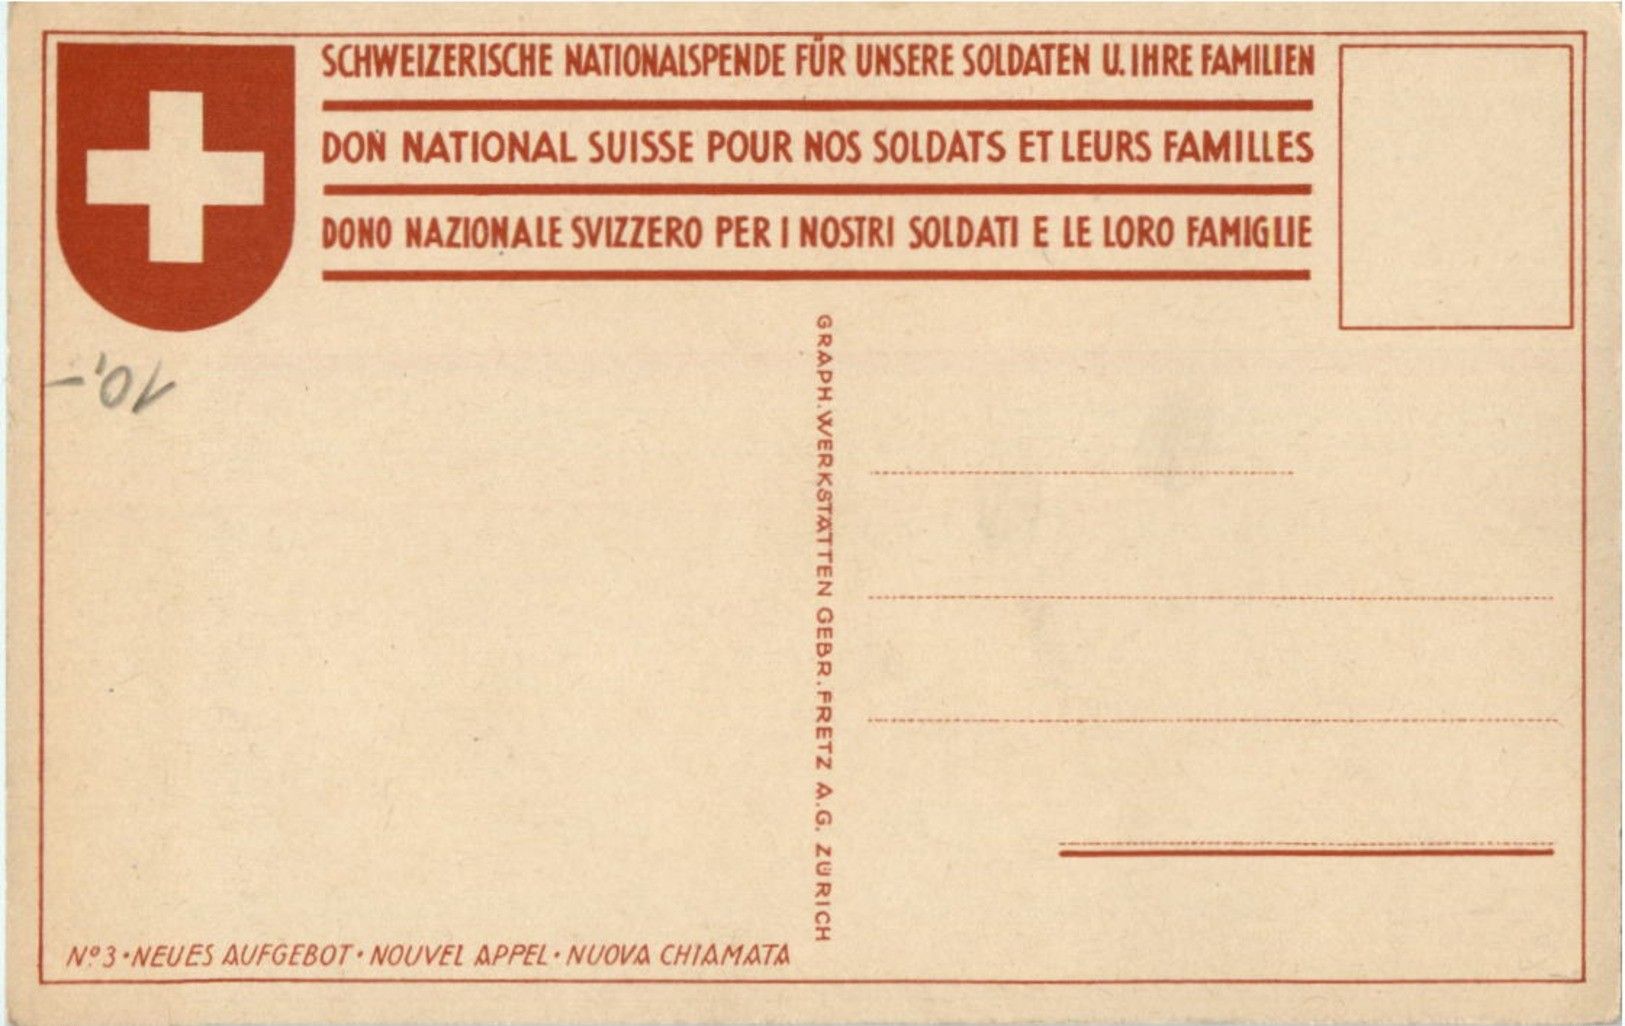 SCHWEIZERISCHE NATIONALSPENDE FÜR UNSERE SOLDATEN U. IHRE FAMILIEN
DON NATIONAL SUISSE POUR NOS SOLDATS ET LEURS FAMILLES
DONO NAZIONALE SVIZZERO PER I NOSTRI SOLDATI E LE LORO FAMIGLIE
10,-
GRAPH. WERKSTÄTTEN GEBR. FRETZ A.G. ZÜRICH
Nº 3 • NEUES AUFGEBOT • NOUVEL APPEL • NUOVA CHIAMATA